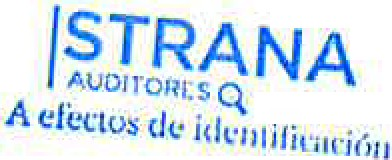 STRANA
AUDITORES
A efectos de identificación